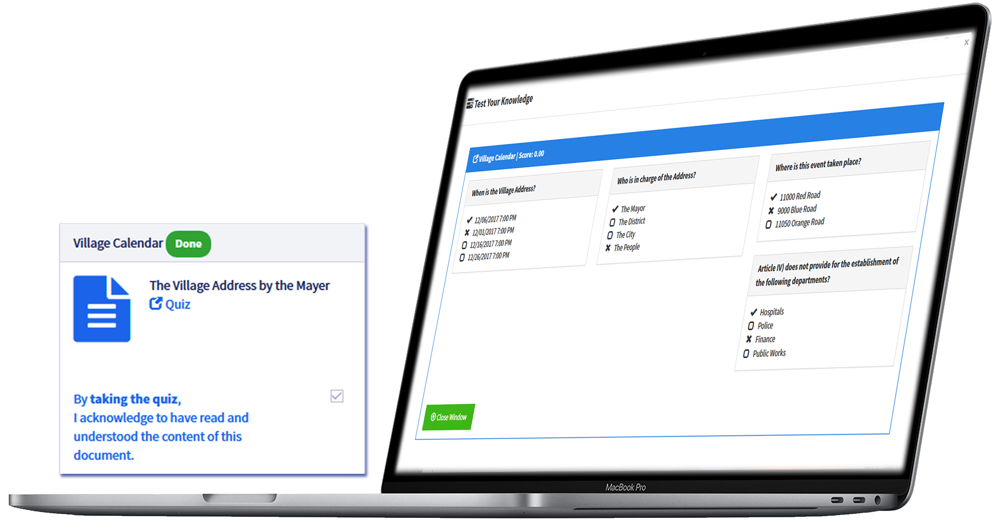 Village Calendar Done
The Village Address by the Mayer
Quiz
By taking the quiz,
I acknowledge to have read and
understood the content of this
document.
Test Your Knowledge
Village Calendar | Score: 0.00
When is the Village Address?
12/06/2017 7:00 PM
12/01/2017 7:00 PM
12/16/2017 7:00 PM
12/26/2017 7:00 PM
Who is in charge of the Address?
The Mayor
The District
The City
The People
Where is this event taken place?
11000 Red Road
9000 Blue Road
11050 Orange Road
Article IV) does not provide for the establishment of
the following departments?
Hospitals
Police
Finance
Public Works
Close Window
MacBook Pro